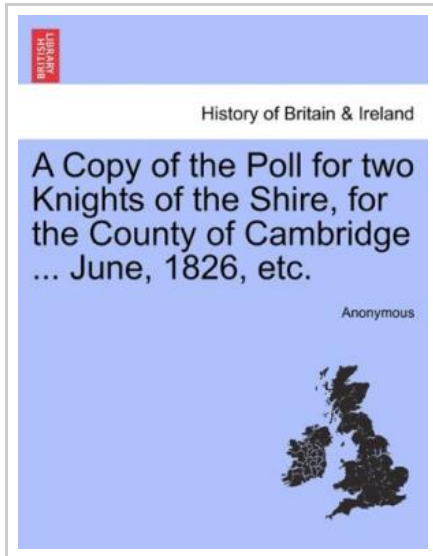 BRITISH
LIBRARY
History of Britain & Ireland
A Copy of the Poll for two
Knights of the Shire, for
the County of Cambridge
... June, 1826, etc.
Anonymous